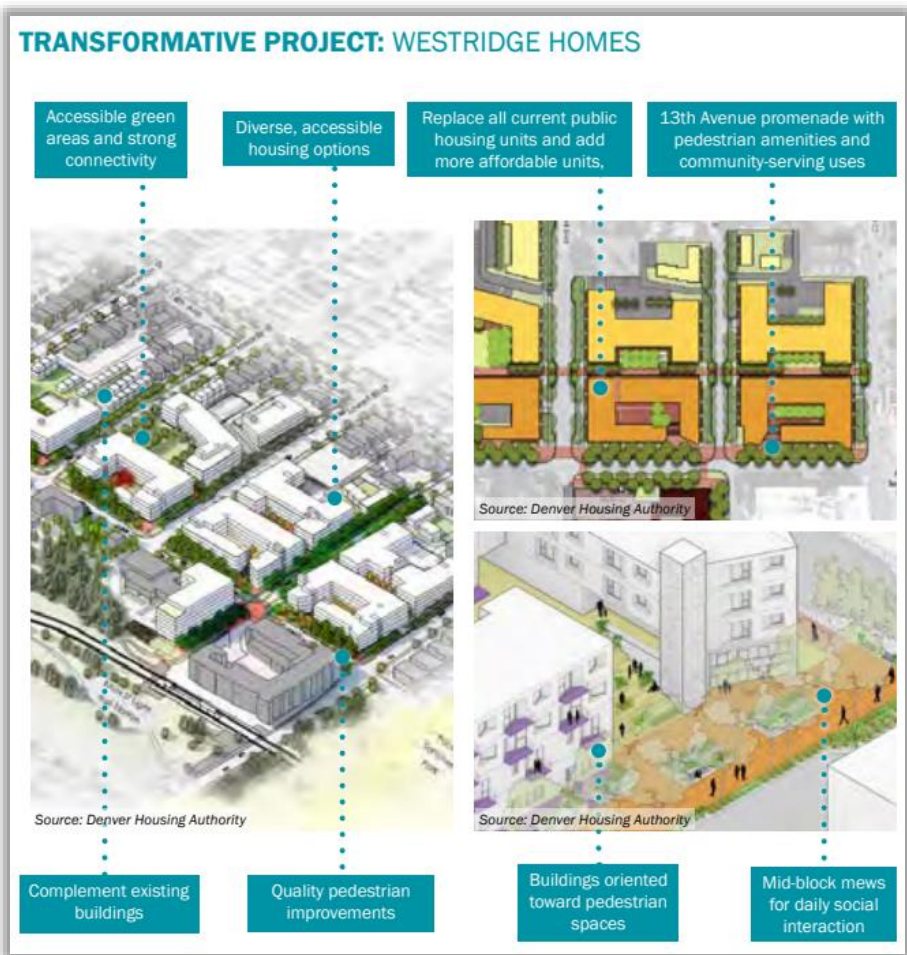 TRANSFORMATIVE PROJECT: WESTRIDGE HOMES
Accessible green
areas and strong
connectivity
Diverse, accessible
housing options
Replace all current public
housing units and add
more affordable units,
13th Avenue promenade with
pedestrian amenities and
community-serving uses
Source: Denver Housing Authority
Source: Denver Housing Authority
Source: Denver Housing Authority
Complement existing
buildings
Quality pedestrian
improvements
Buildings oriented
toward pedestrian
spaces
Mid-block mews
for daily social
interaction